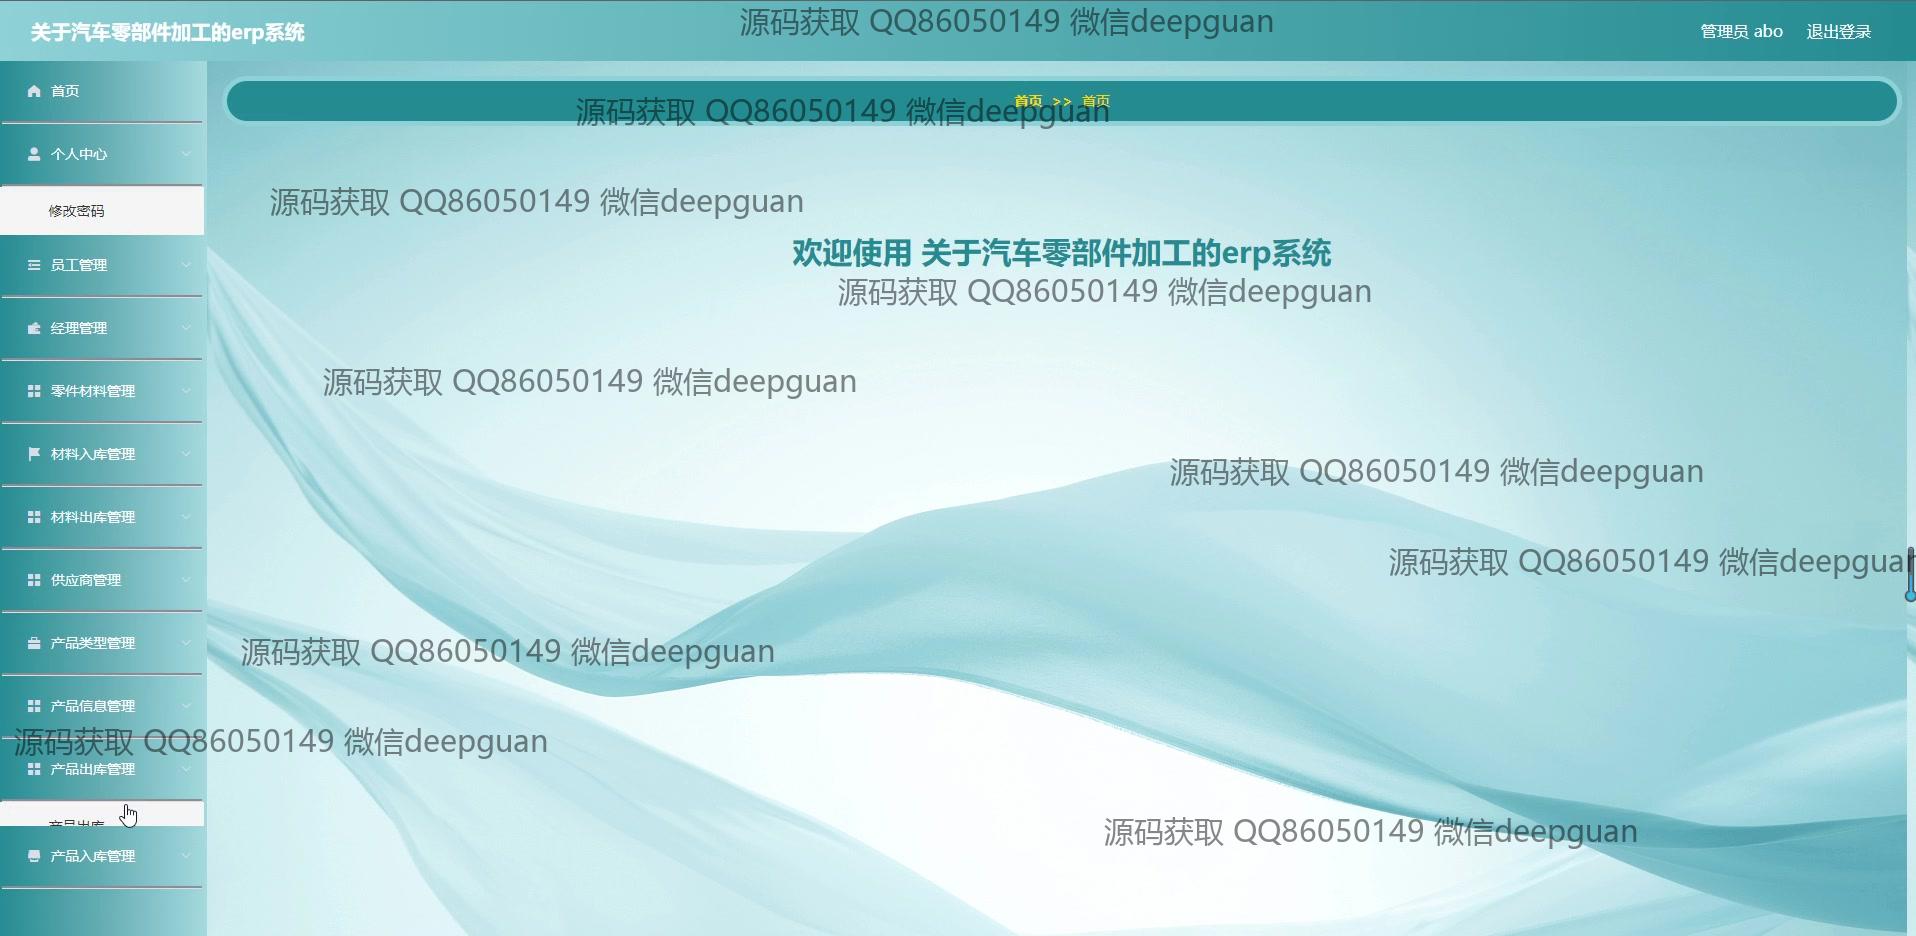 关于汽车零部件加工的erp系统
源码获取 QQ86050149 微信deepguan
管理员 abo
退出登录
首页
首页 >> 首页
源码获取 QQ86050149 微信deepguan
个人中心
源码获取 QQ86050149 微信deepguan
修改密码
欢迎使用 关于汽车零部件加工的erp系统
员工管理
源码获取 QQ86050149 微信deepguan
经理管理
源码获取 QQ86050149 微信deepguan
零件材料管理
材料入库管理
源码获取 QQ86050149 微信deepguan
材料出库管理
源码获取 QQ86050149 微信deepguan
供应商管理
产品类型管理
源码获取 QQ86050149 微信deepguan
产品信息管理
源码获取 QQ86050149 微信deepguan
产品出库管理
产品出库
源码获取 QQ86050149 微信deepguan
产品入库管理